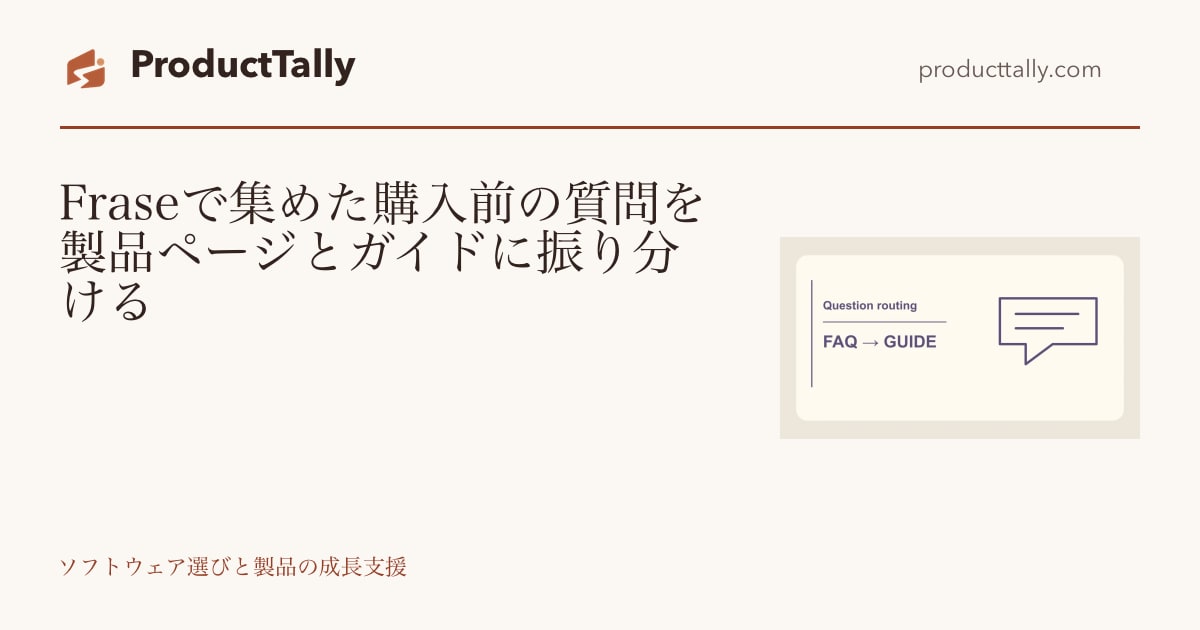 ProductTally
producttally.com
Fraseで集めた購入前の質問を
製品ページとガイドに振り分
ける
Question routing
FAQ → GUIDE
ソフトウェア選びと製品の成長支援